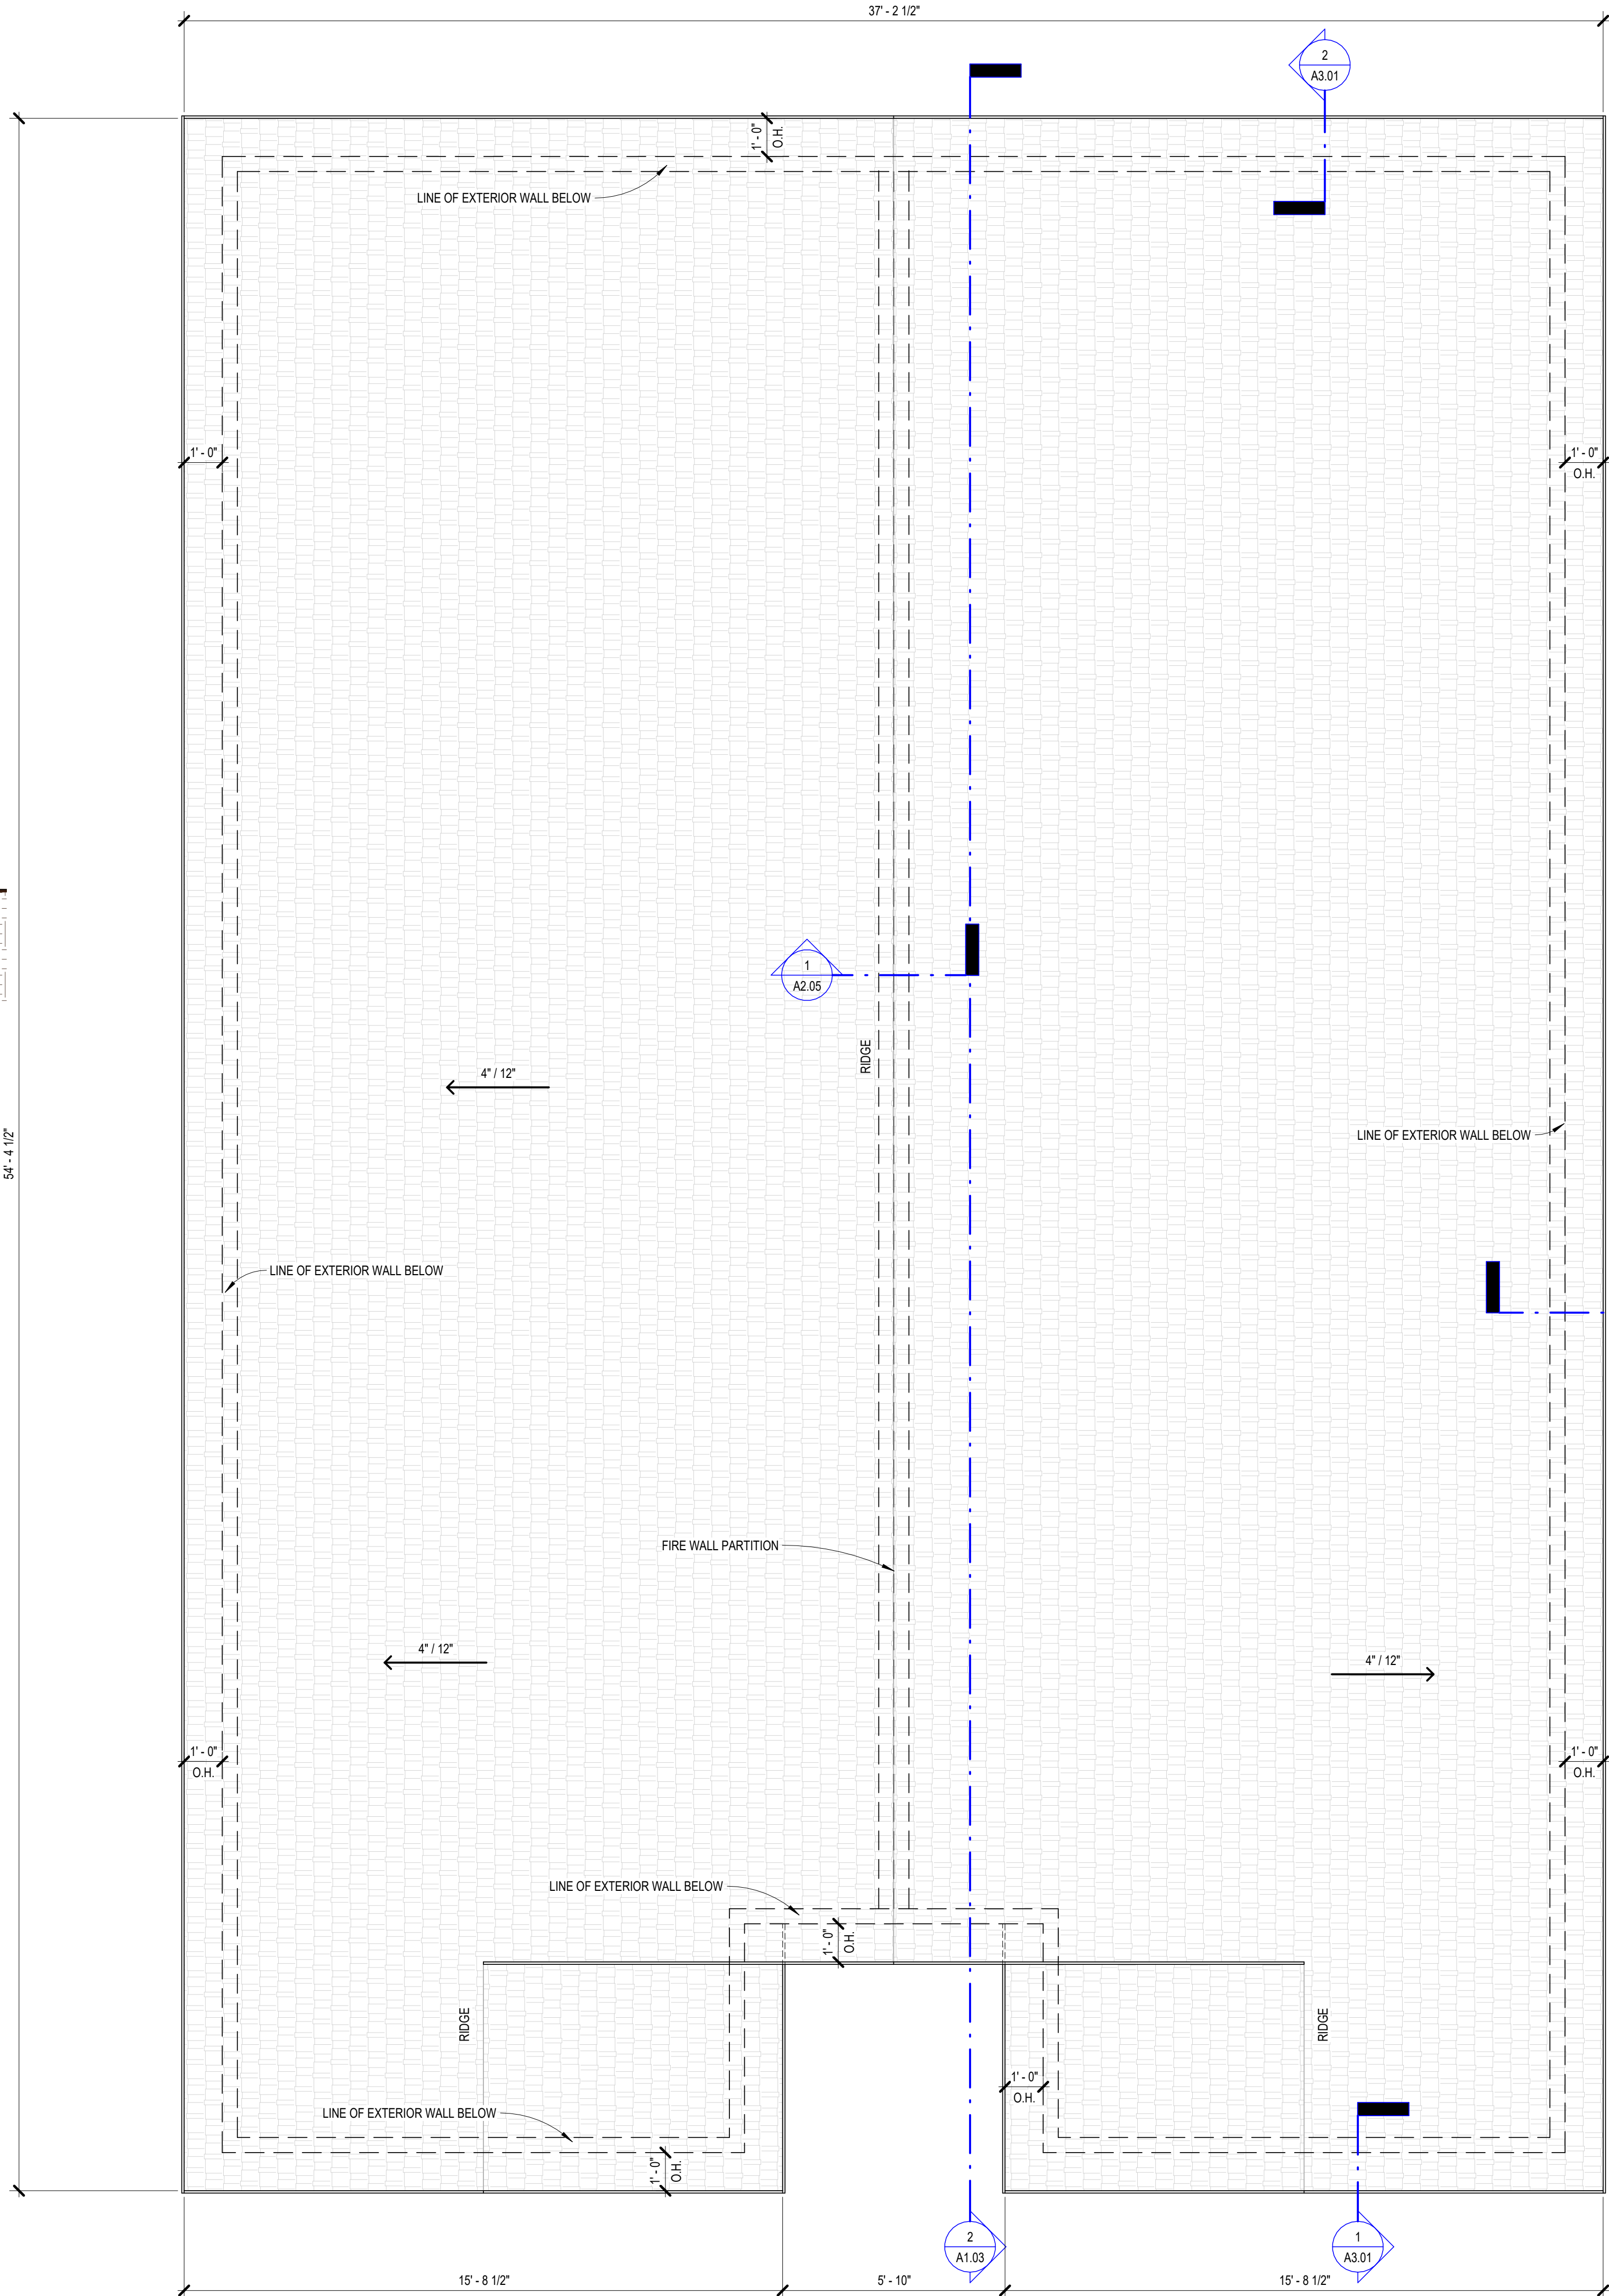 37' - 2 1/2"
2
A3.01
1' - 0"
O.H.
LINE OF EXTERIOR WALL BELOW
1' - 0"
1' - 0"
O.H.
1
A2.05
RIDGE
4" / 12"
54' - 4 1/2"
LINE OF EXTERIOR WALL BELOW
LINE OF EXTERIOR WALL BELOW
FIRE WALL PARTITION
4" / 12"
4" / 12"
1' - 0"
O.H.
1' - 0"
O.H.
LINE OF EXTERIOR WALL BELOW
1' - 0"
O.H.
RIDGE
RIDGE
1' - 0"
O.H.
LINE OF EXTERIOR WALL BELOW
1' - 0"
O.H.
2
A1.03
1
A3.01
15' - 8 1/2"
5' - 10"
15' - 8 1/2"